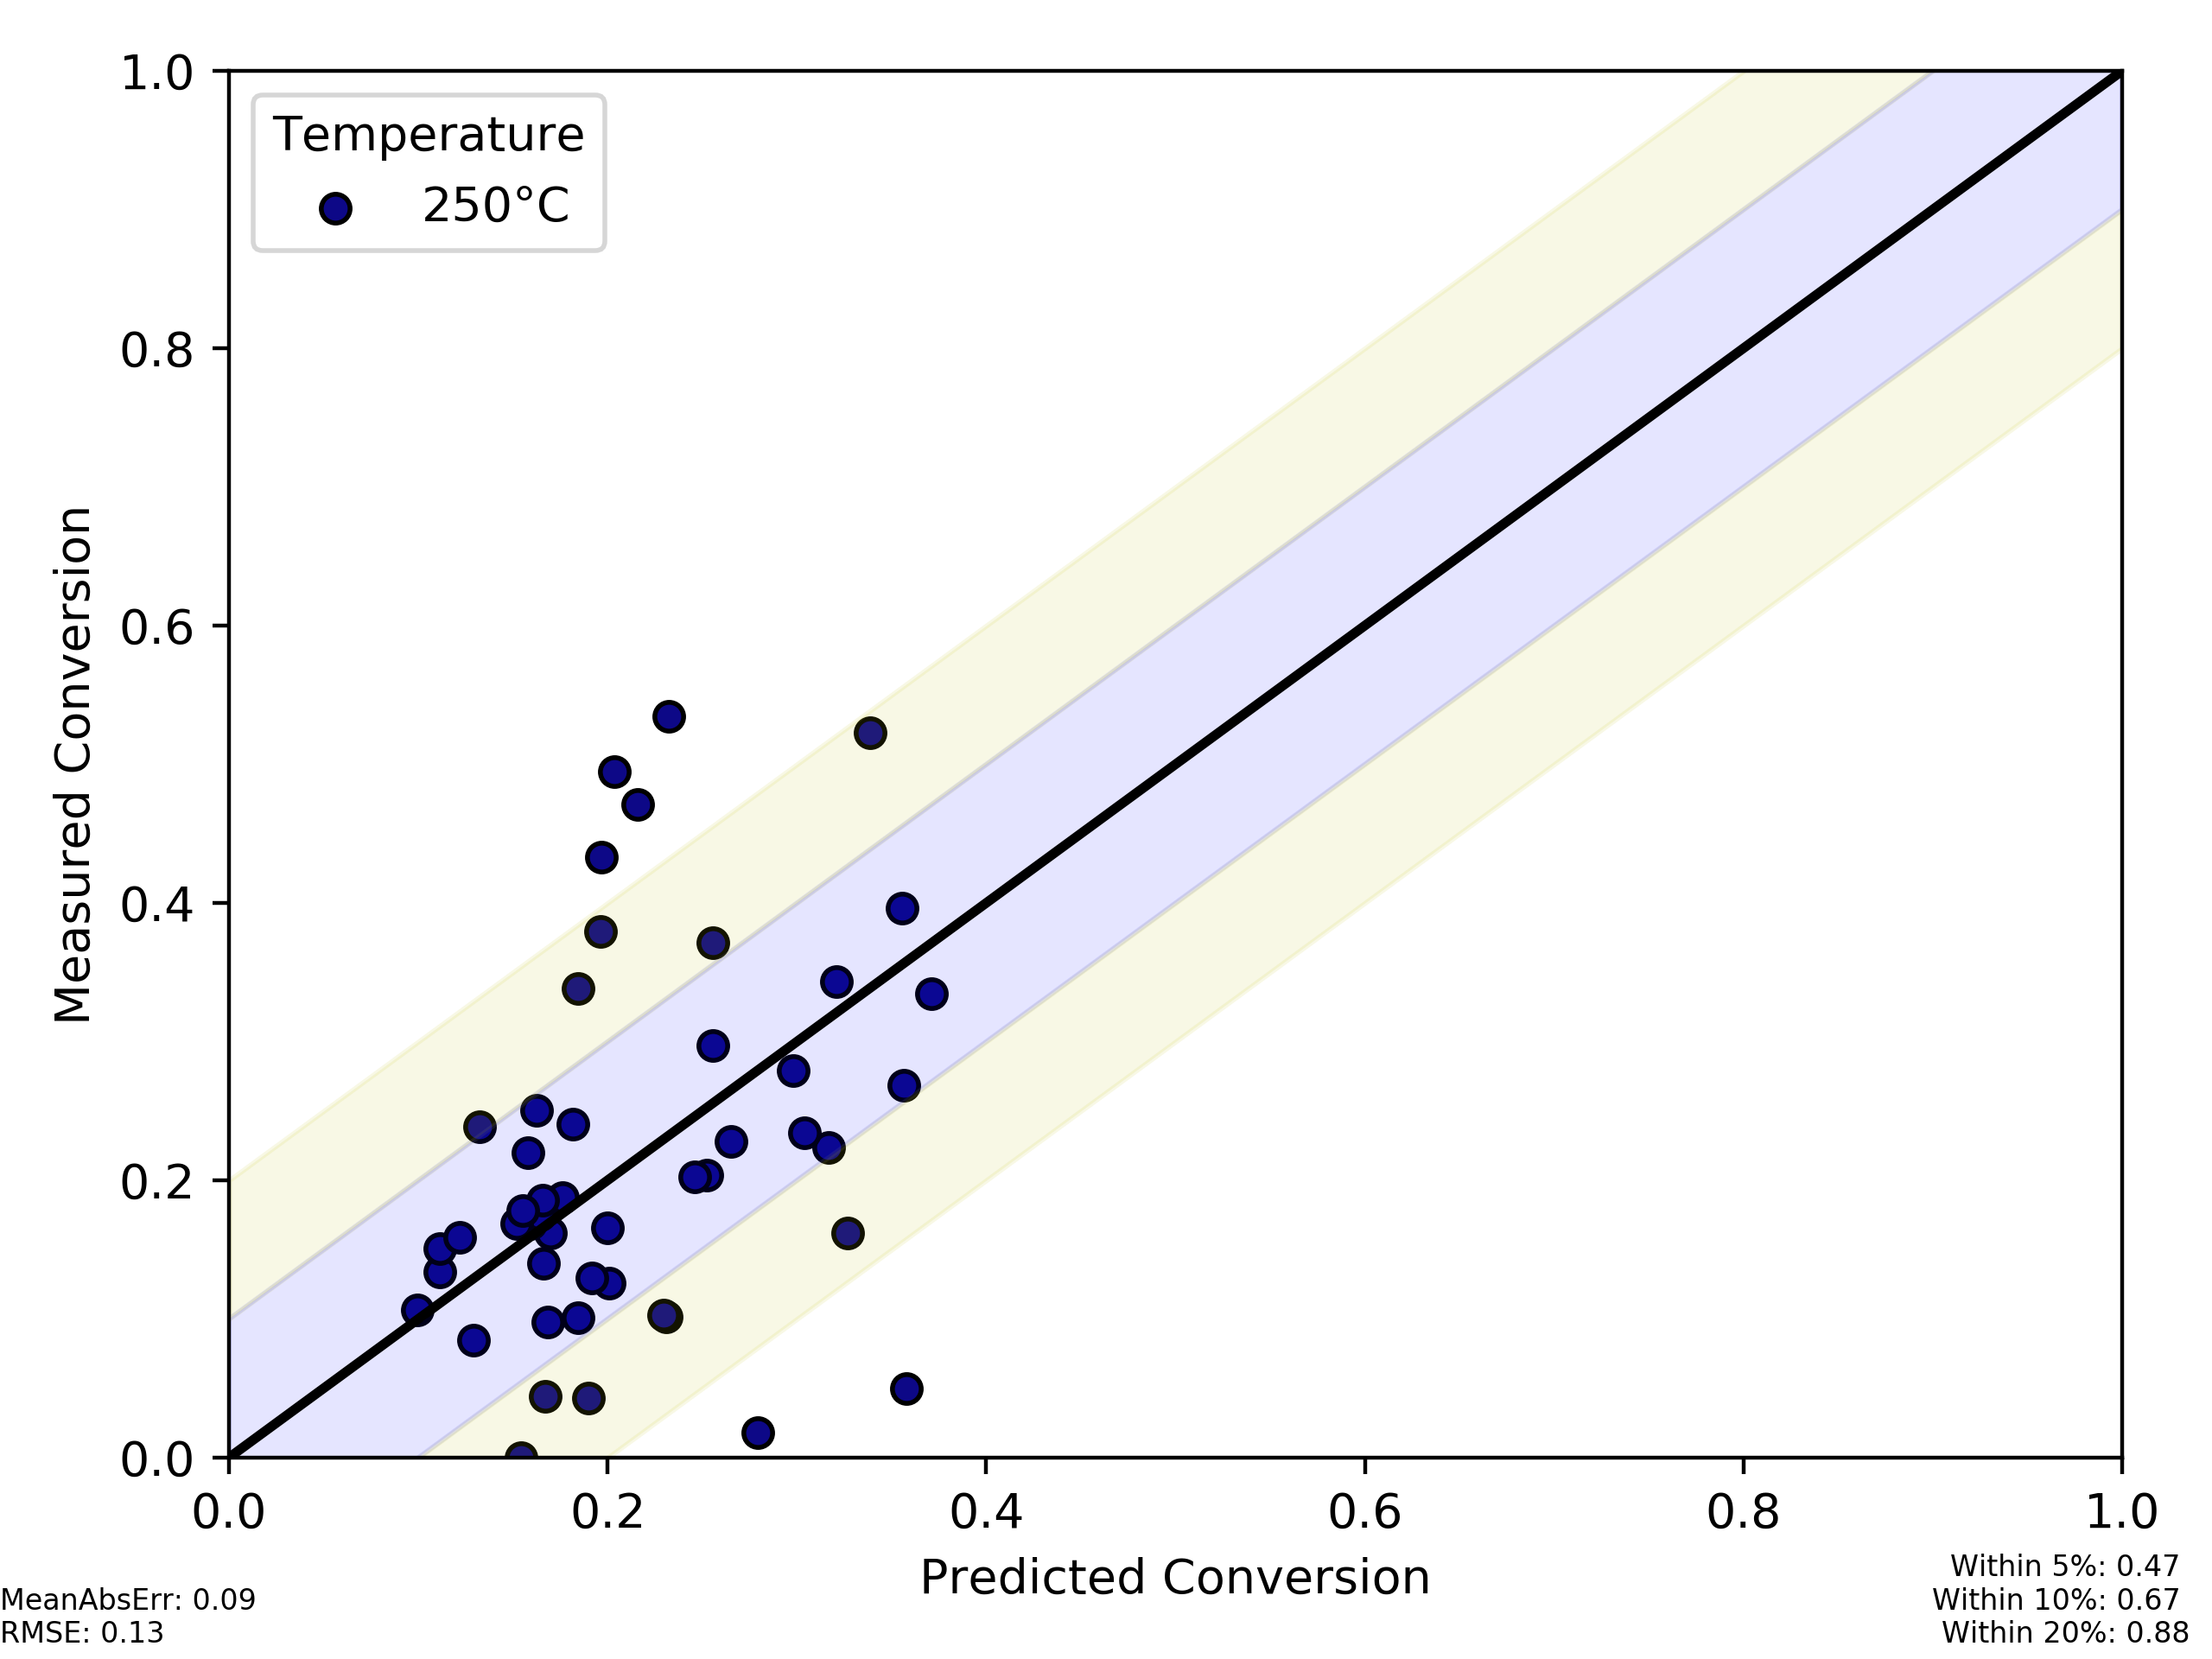 Temperature
250°C
1.0
0.8
0.6
0.4
0.2
0.0
Measured Conversion
0.0 0.2 0.4 0.6 0.8 1.0
Predicted Conversion
MeanAbsErr: 0.09
RMSE: 0.13
Within 5%: 0.47
Within 10%: 0.67
Within 20%: 0.88